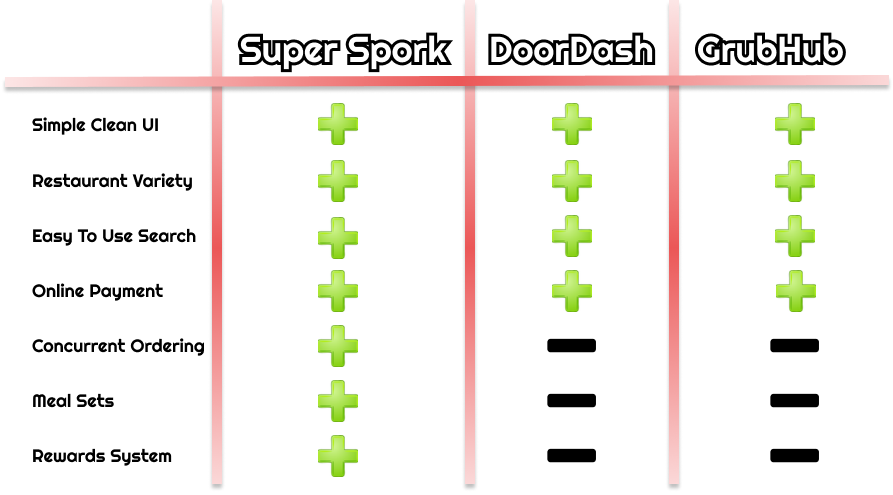 Super Spork DoorDash GrubHub
Simple Clean UI
Restaurant Variety
Easy To Use Search
Online Payment
Concurrent Ordering
Meal Sets
Rewards System